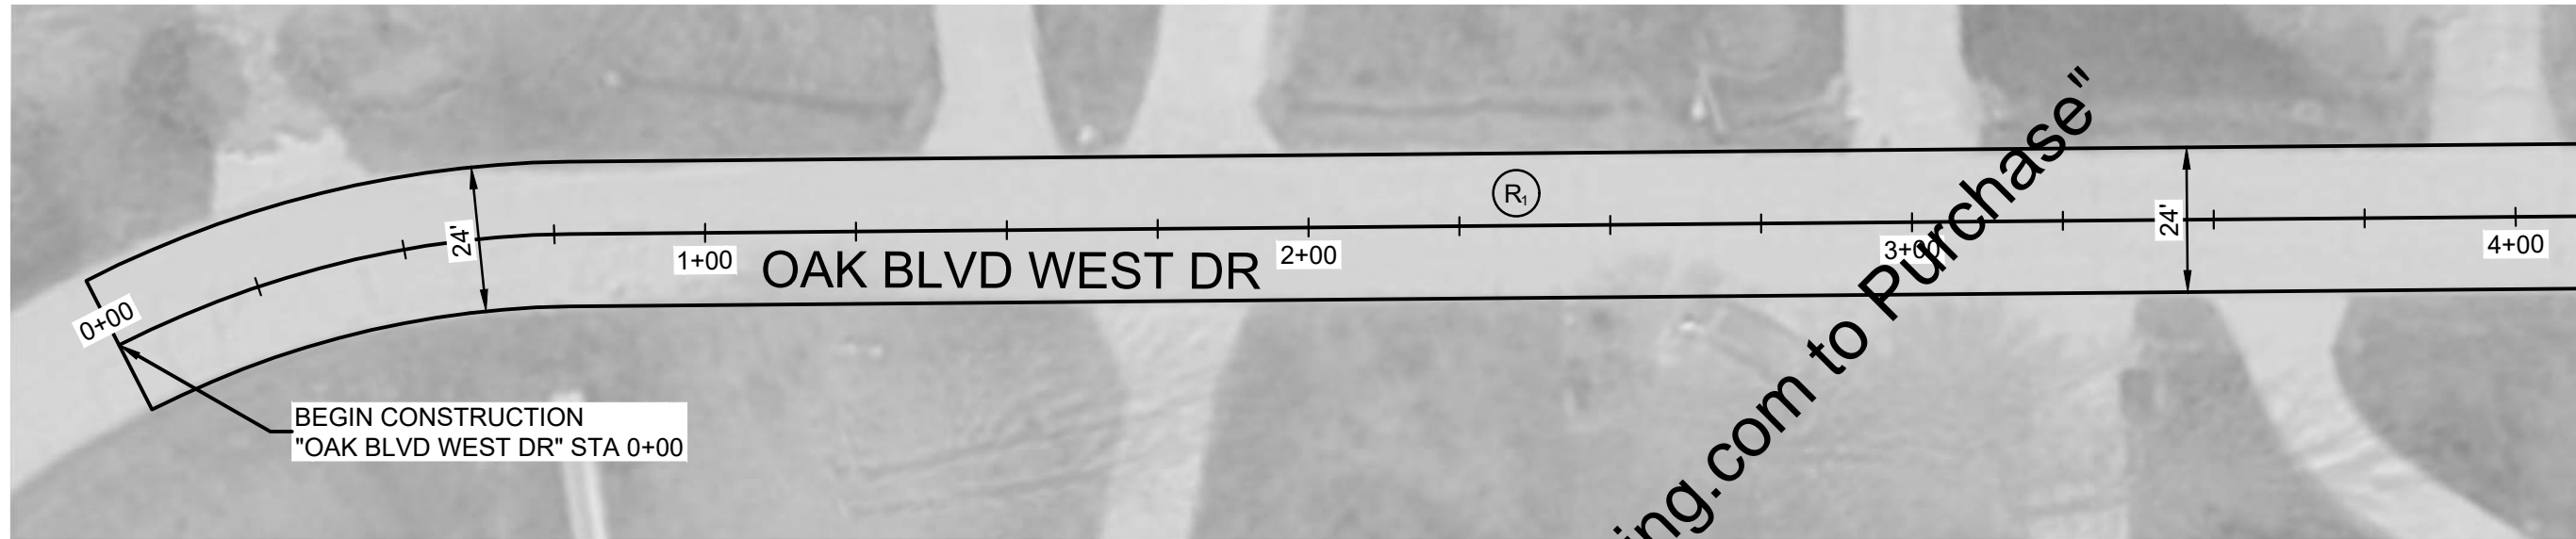 R1
24'
24'
0+00
1+00
OAK BLVD WEST DR
2+00
3+00
4+00
BEGIN CONSTRUCTION
"OAK BLVD WEST DR" STA 0+00
ing.com to Purchase"